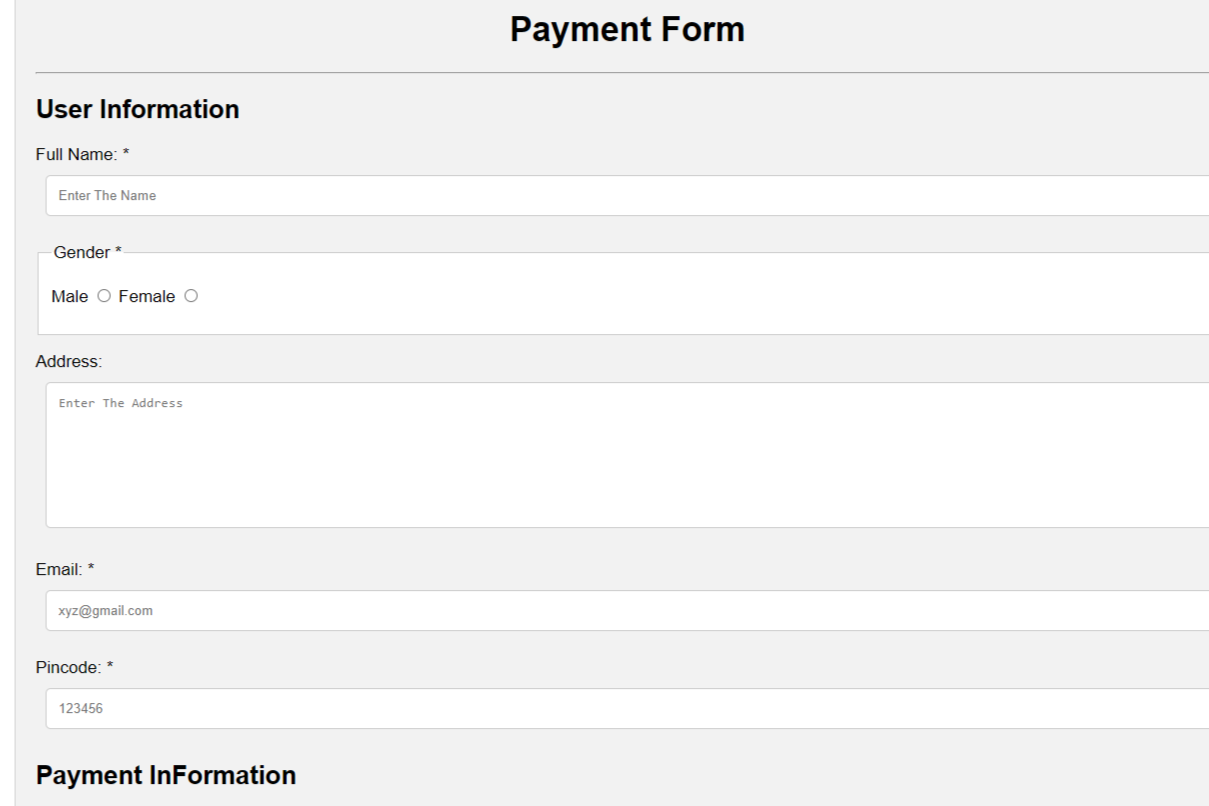 Payment Form
User Information
Full Name: *
Enter The Name
Gender *
Male Female
Address:
Enter The Address
Email: *
xyz@gmail.com
Pincode: *
123456
Payment InFormation